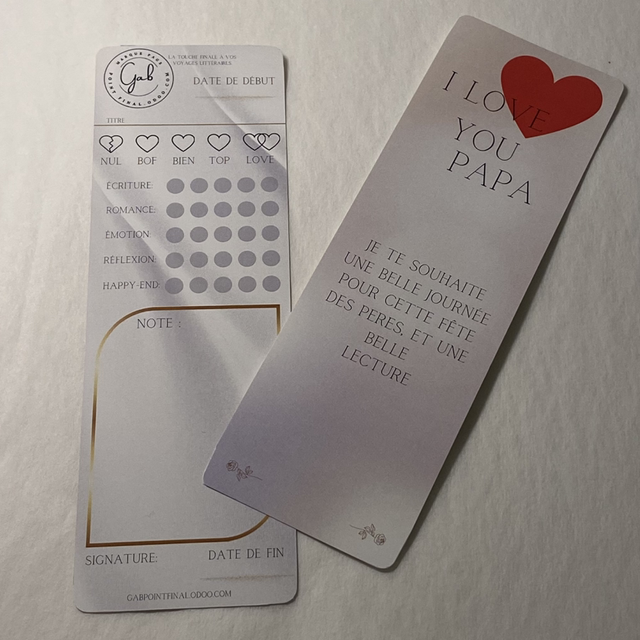 MARQUE-PAGE
Gab
POINT-FINAL.ODOO.COM
LA TOUCHE FINALE A VOS
VOYAGES LITTÉRAIRES
DATE DE DÉBUT
TITRE
NUL BOF BIEN TOP LOVE
ÉCRITURE:
ROMANCE:
ÉMOTION:
RÉFLEXION:
HAPPY-END:
NOTE :
SIGNATURE: DATE DE FIN
GABPOINTFINAL.ODOO.COM
I LOVE
YOU
PAPA
JE TE SOUHAITE
UNE BELLE JOURNÉE
POUR CETTE FÊTE
DES PERES, ET UNE
BELLE
LECTURE